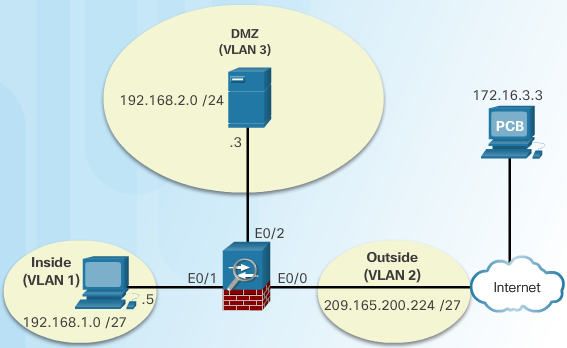 DMZ
(VLAN 3)
192.168.2.0 /24
.3
172.16.3.3
PCB
E0/2
Inside
(VLAN 1)
.5
192.168.1.0 /27
E0/1
E0/0
Outside
(VLAN 2)
209.165.200.224 /27
Internet